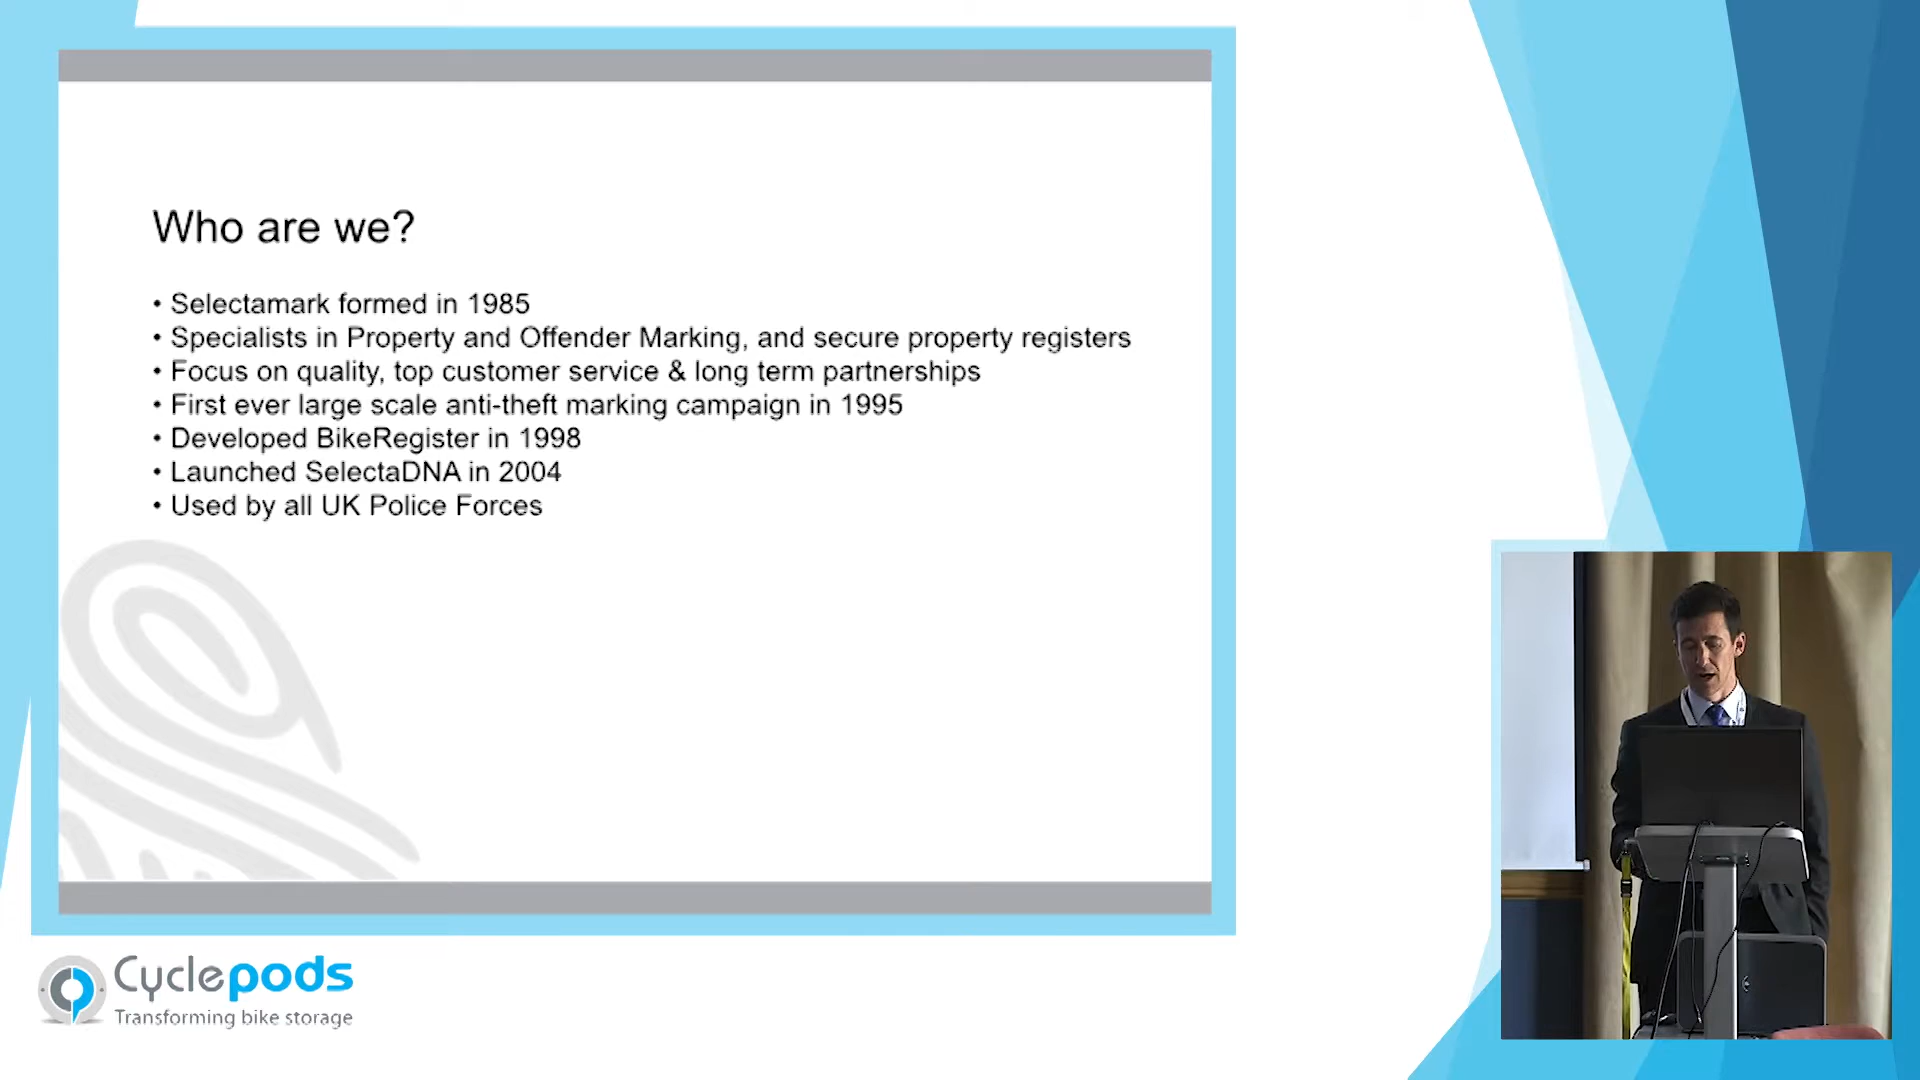 Who are we?
• Selectamark formed in 1985
• Specialists in Property and Offender Marking, and secure property registers
• Focus on quality, top customer service & long term partnerships
• First ever large scale anti-theft marking campaign in 1995
• Developed BikeRegister in 1998
• Launched SelectaDNA in 2004
• Used by all UK Police Forces
Cyclepods
Transforming bike storage